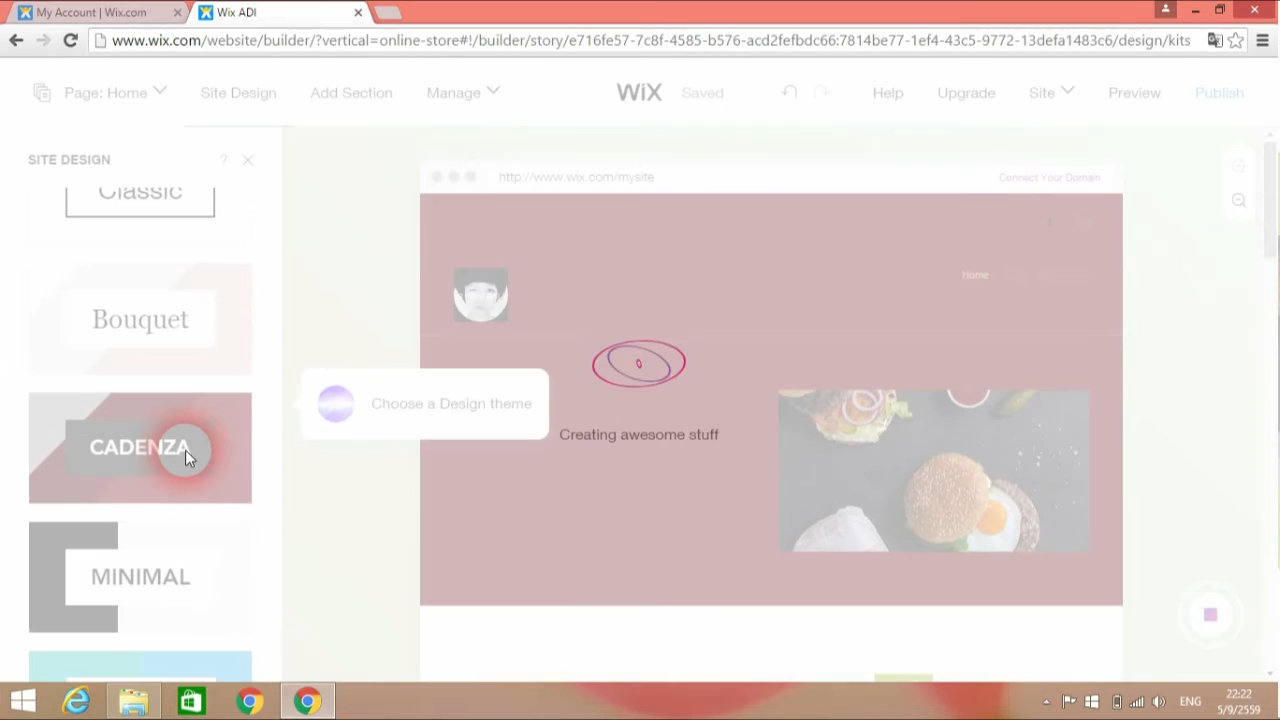 My Account | Wix.com
Wix ADI
www.wix.com/website/builder/?vertical=online-store#!/builder/story/e716fe57-7c8f-4585-b576-acd2fefbdc66:7814be77-1ef4-43c5-9772-13defa1483c6/design/kits
Page: Home
Site Design
Add Section
Manage
WiX
Saved
Help
Upgrade
Site
Preview
Publish
SITE DESIGN
?
Classic
Bouquet
CADENZA
MINIMAL
Choose a Design theme
http://www.wix.com/mysite
Connect Your Domain
Home
Creating awesome stuff
ENG
22:22
5/9/2559